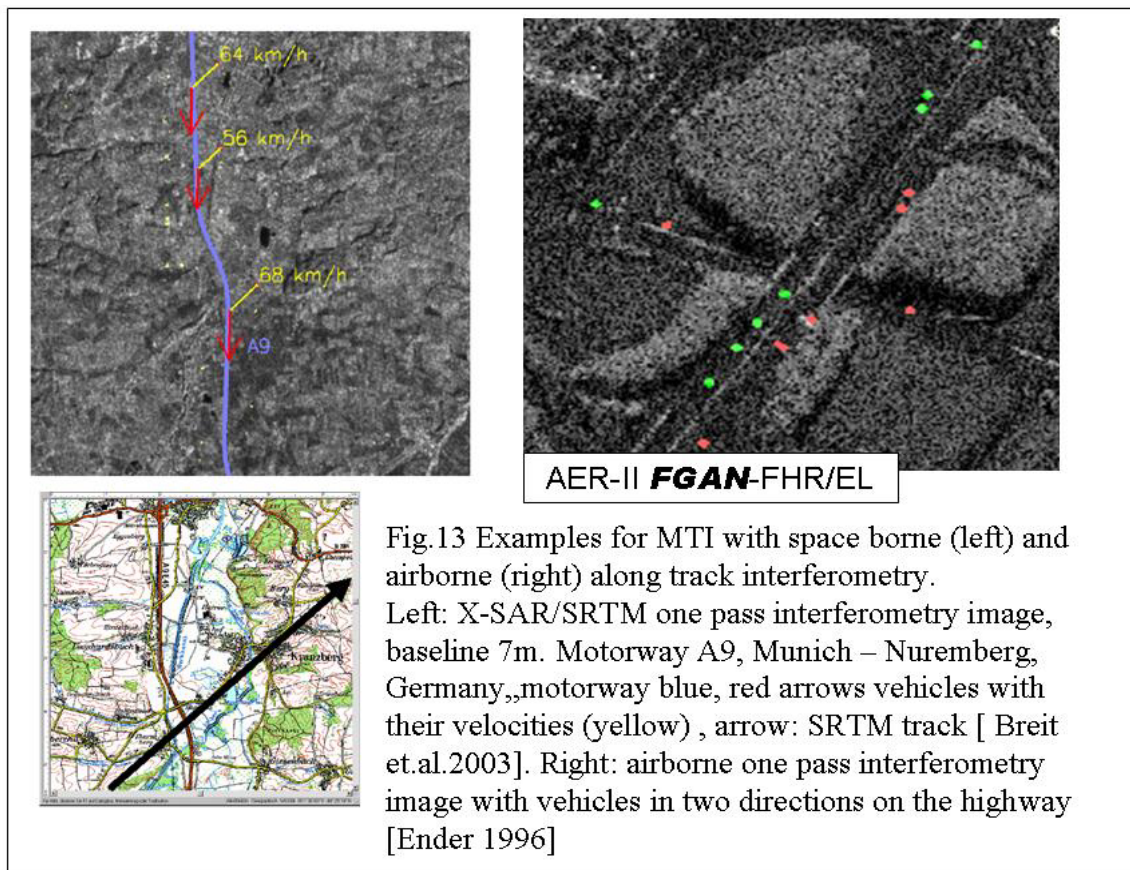 64 km/h
56 km/h
68 km/h
A9
AER-II FGAN-FHR/EL
Kranzberg
Fig.13 Examples for MTI with space borne (left) and
airborne (right) along track interferometry.
Left: X-SAR/SRTM one pass interferometry image,
baseline 7m. Motorway A9, Munich – Nuremberg,
Germany,,motorway blue, red arrows vehicles with
their velocities (yellow) , arrow: SRTM track [ Breit
et.al.2003]. Right: airborne one pass interferometry
image with vehicles in two directions on the highway
[Ender 1996]